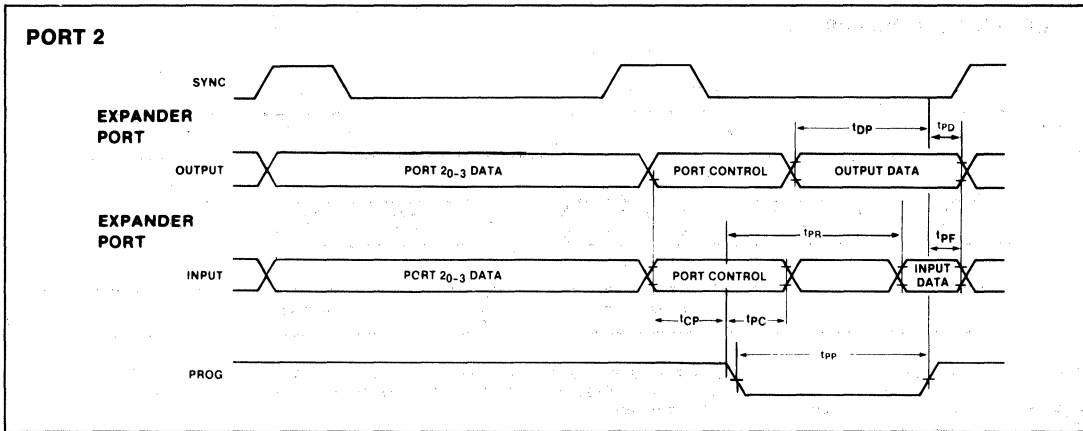 PORT 2
SYNC
EXPANDER
PORT
tDP
tPD
OUTPUT
PORT 20-3 DATA
PORT CONTROL
OUTPUT DATA
EXPANDER
PORT
tPR
tPF
INPUT
PORT 20-3 DATA
PORT CONTROL
INPUT
DATA
tCP
tPC
tPP
PROG